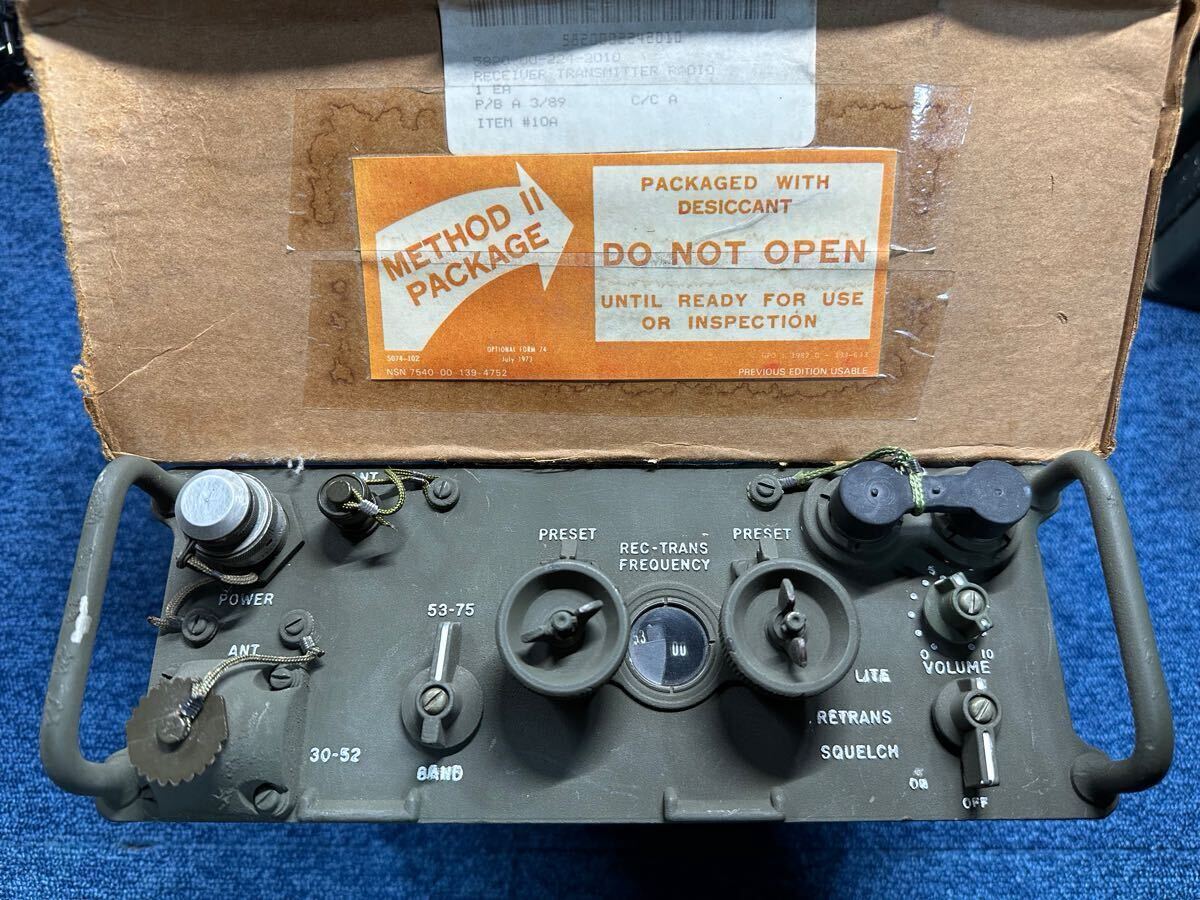 5820002242010
5820-00-224-2010
RECEIVER TRANSMITTER RADIO
1 EA
P/B A 3/89 C/C A
ITEM #10A
METHOD II
PACKAGE
PACKAGED WITH
DESICCANT
DO NOT OPEN
UNTIL READY FOR USE
OR INSPECTION
5074-102
OPTIONAL FORM 74
July 1973
NSN 7540-00-139-4752
PREVIOUS EDITION USABLE
ANT
POWER
ANT
53-75
30-52
BAND
PRESET
REC-TRANS
FREQUENCY
PRESET
53 00
5
0 10
VOLUME
LITE
RETRANS
SQUELCH
ON
OFF